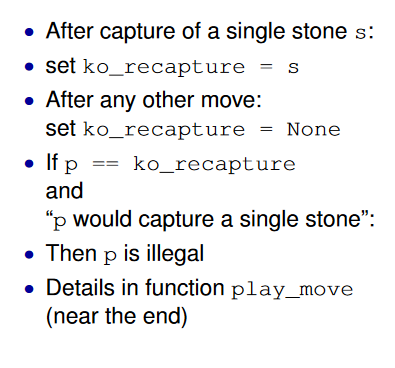 • After capture of a single stone s:
• set ko_recapture = s
• After any other move:
set ko_recapture = None
• If p == ko_recapture
and
“p would capture a single stone”:
• Then p is illegal
• Details in function play_move
(near the end)